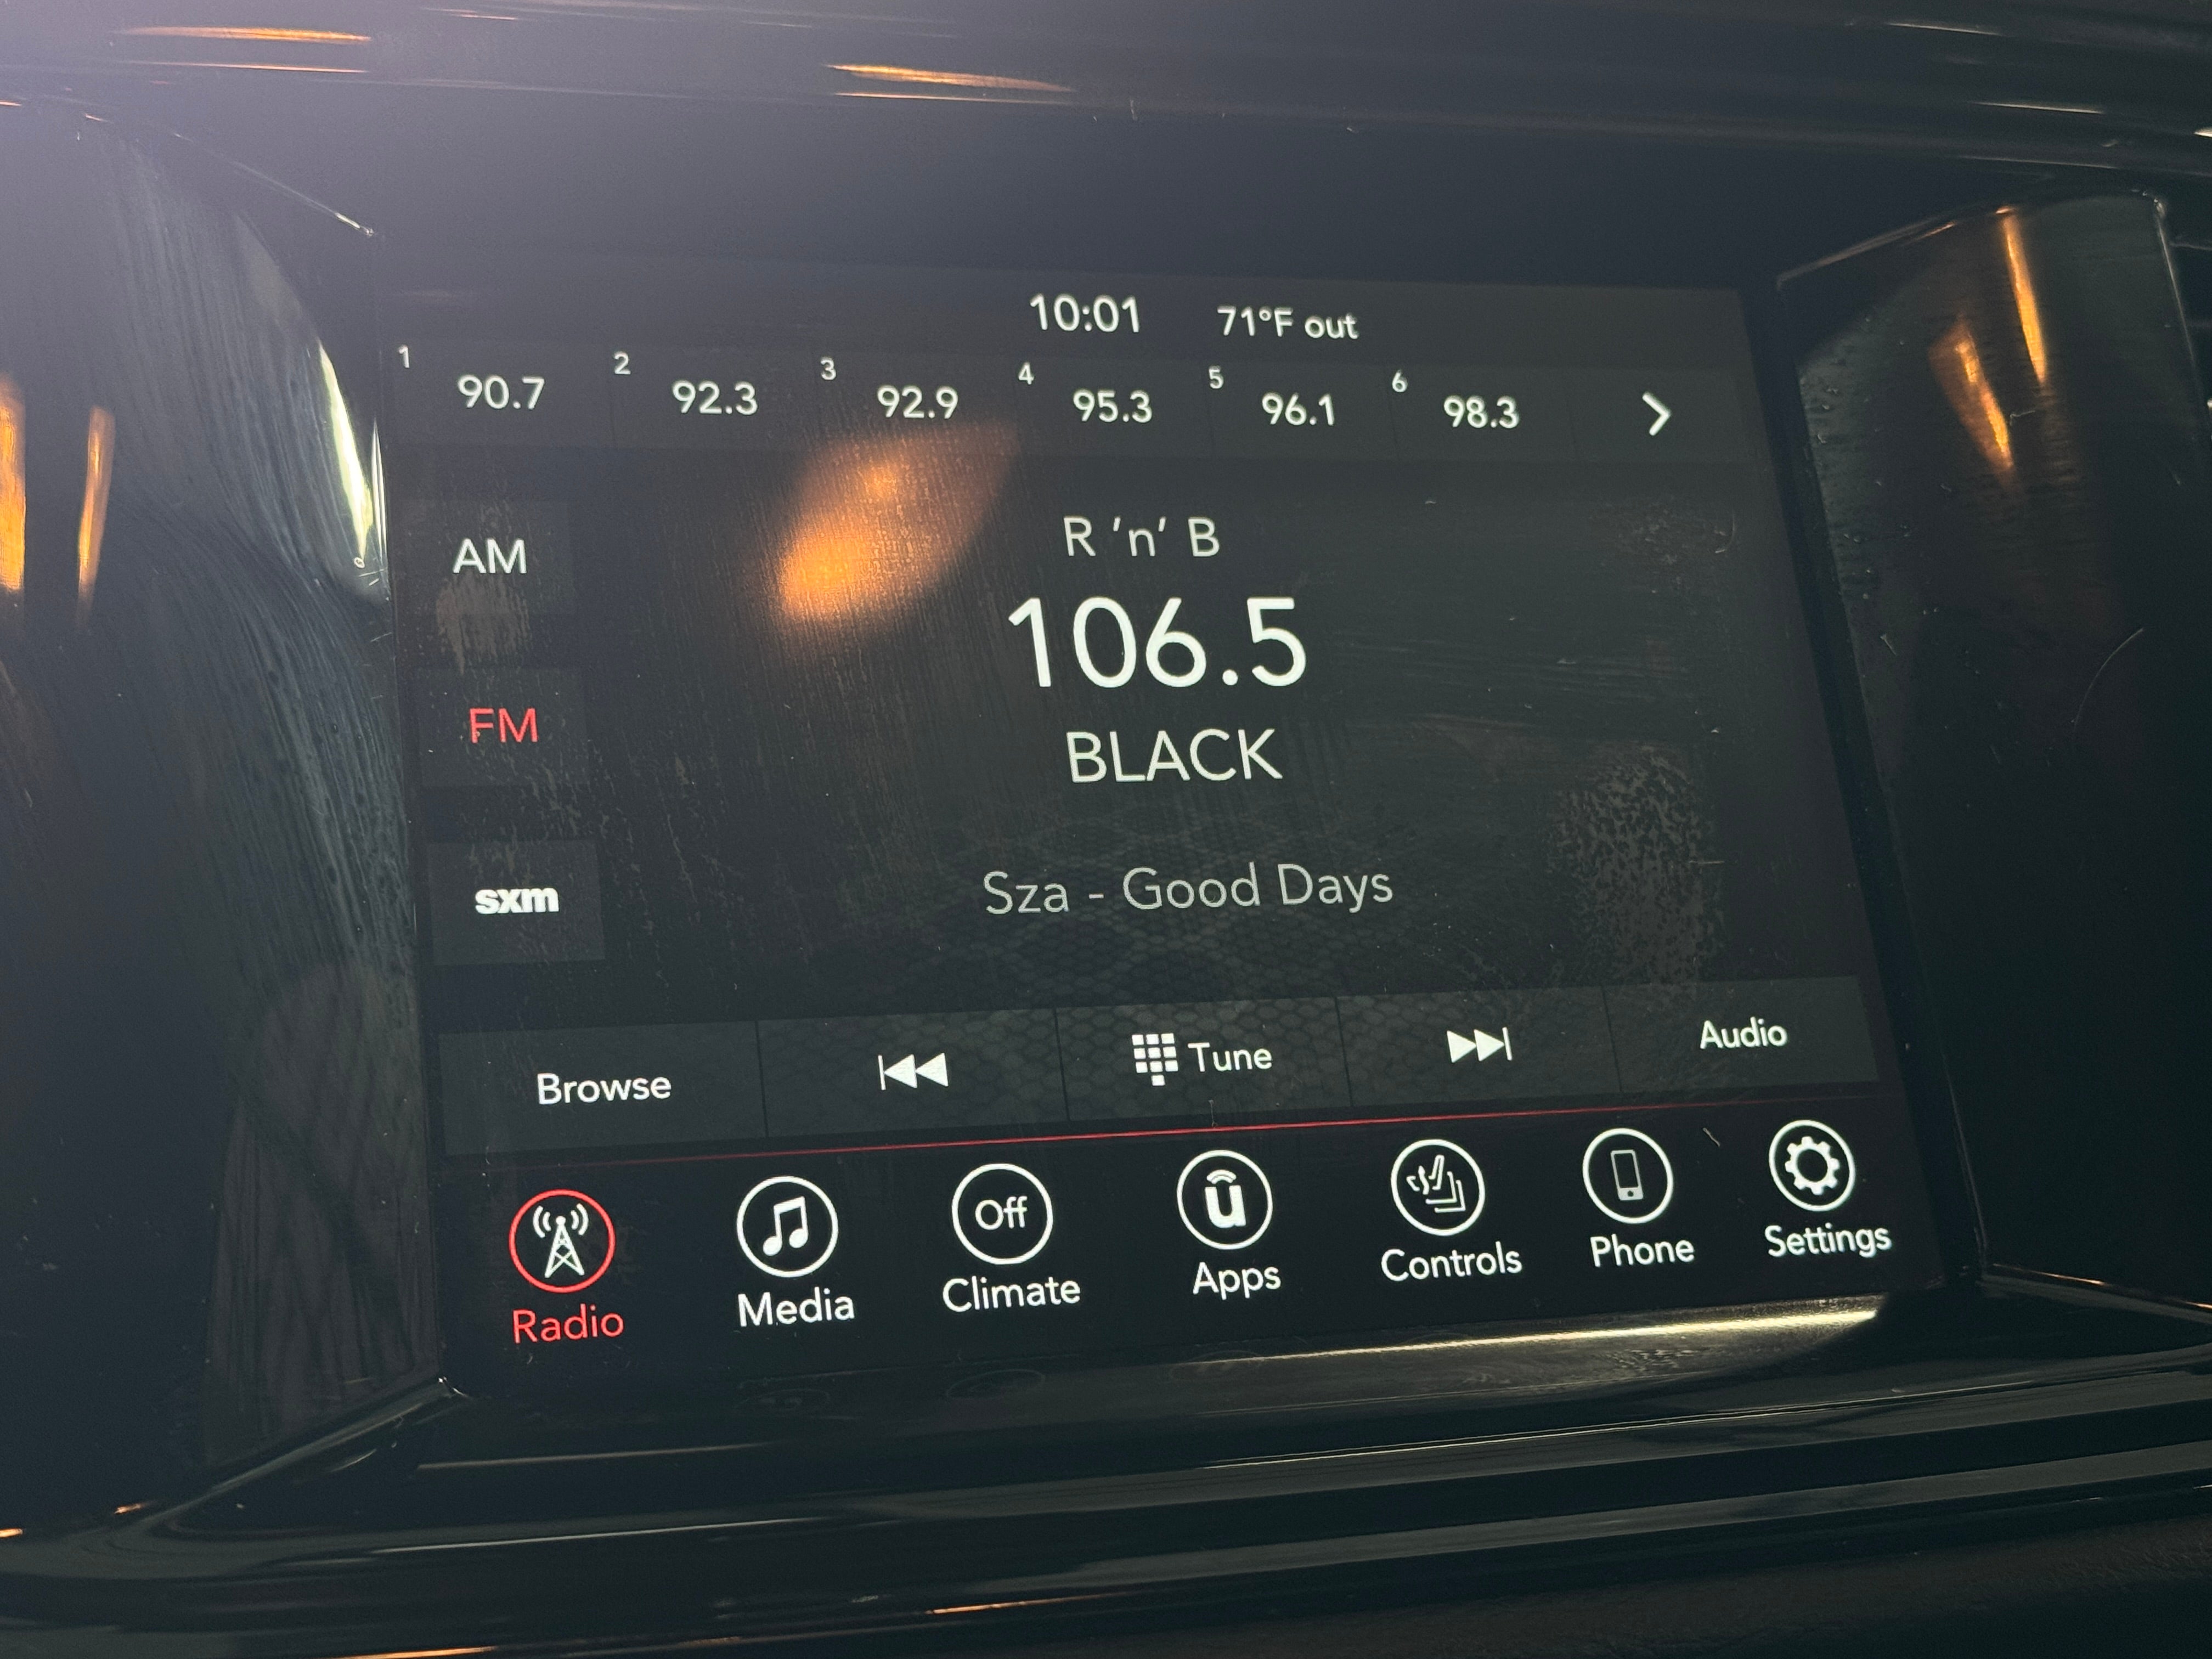 10:01 71°F out
1 90.7 2 92.3 3 92.9 4 95.3 5 96.1 6 98.3
R 'n' B
AM
106.5
FM
BLACK
sxm
Sza - Good Days
Browse Tune Audio
Off u
Radio Media Climate Apps Controls Phone Settings